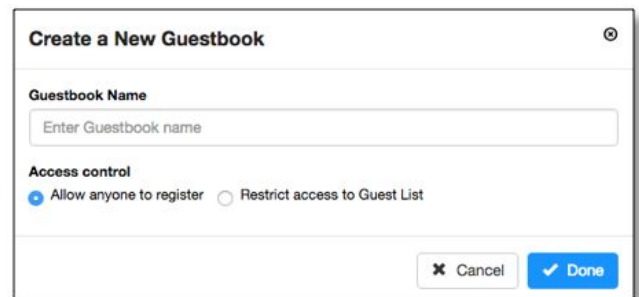 Create a New Guestbook
Guestbook Name
Enter Guestbook name
Access control
Allow anyone to register Restrict access to Guest List
Cancel Done